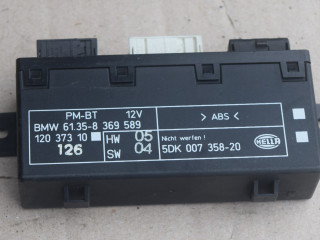 PM-BT 12V
BMW 61.35-8 369 589
120 373 10 HW 05
126 SW 04
> ABS <
Nicht werfen !
5DK 007 358-20
HELLA